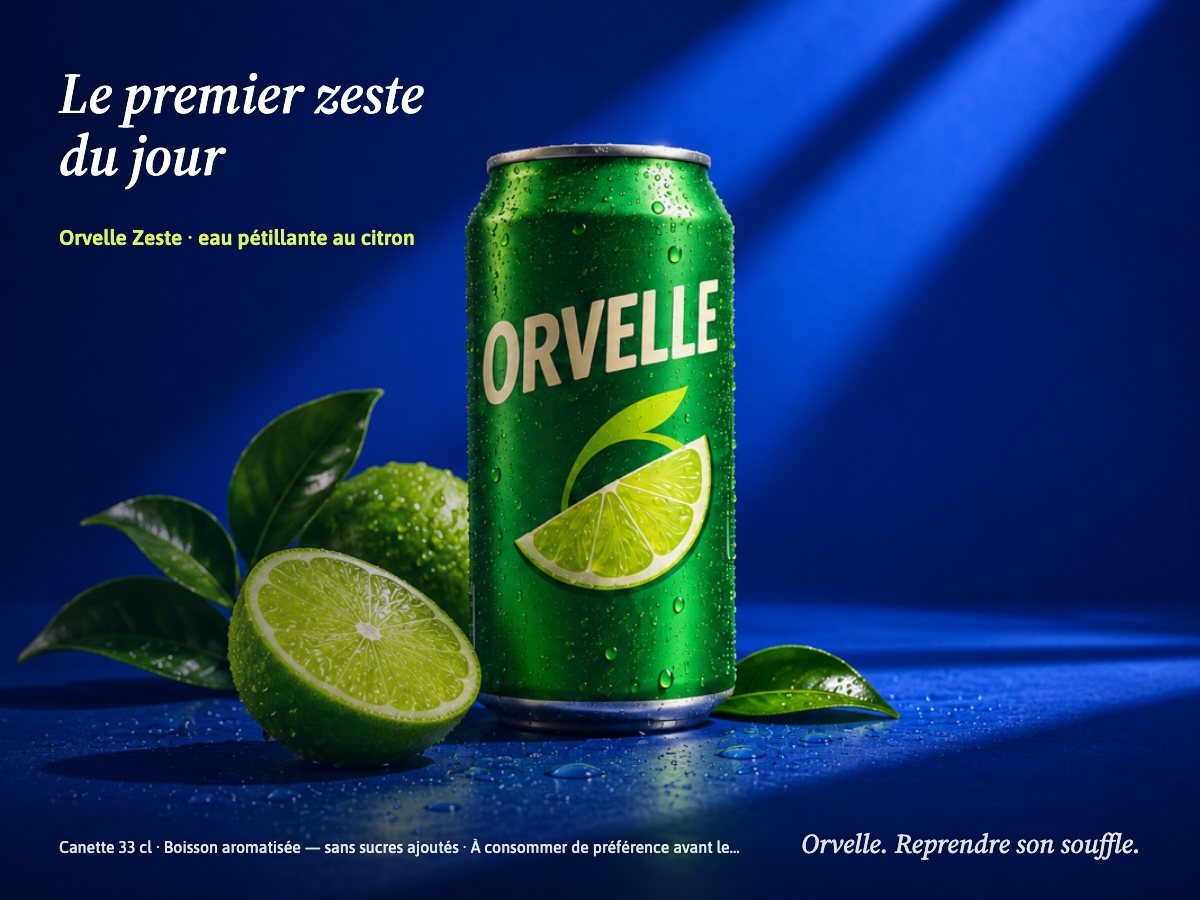 Le premier zeste
du jour
Orvelle Zeste · eau pétillante au citron
ORVELLE
Canette 33 cl · Boisson aromatisée — sans sucres ajoutés · À consommer de préférence avant le…
Orvelle. Reprendre son souffle.